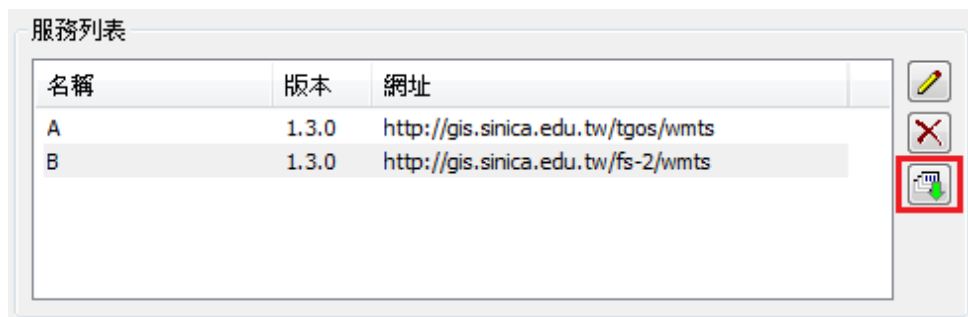 服務列表
名稱 版本 網址
A 1.3.0 http://gis.sinica.edu.tw/tgos/wmts
B 1.3.0 http://gis.sinica.edu.tw/fs-2/wmts